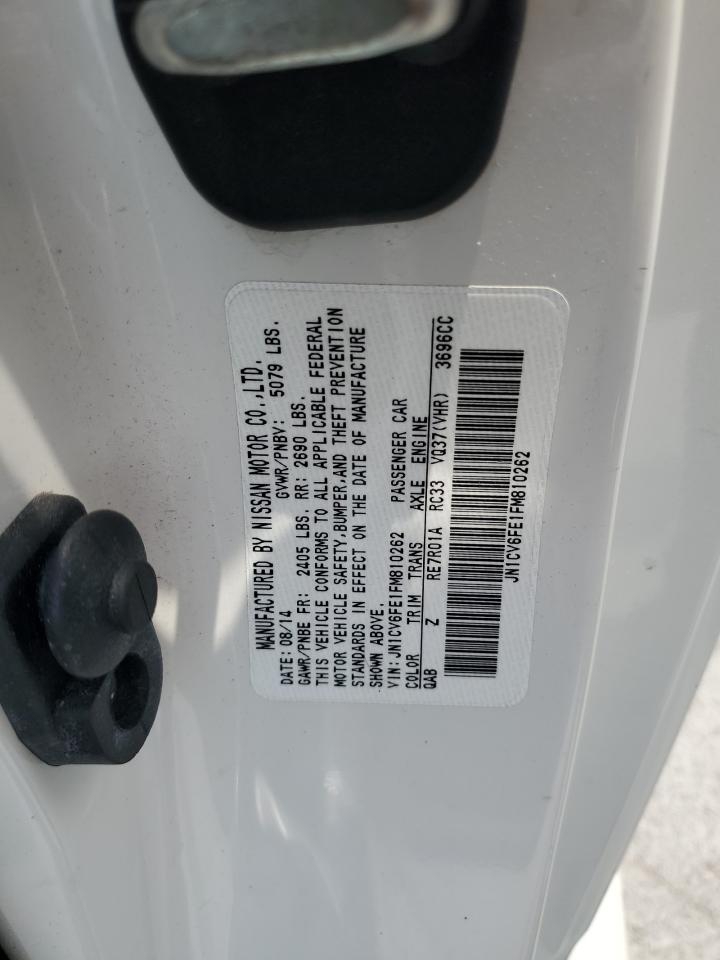 MANUFACTURED BY NISSAN MOTOR CO.,LTD.
DATE: 08/14 GVWR/PNBV: 5079 LBS.
GAWR/PNBE FR: 2405 LBS. RR: 2690 LBS.
THIS VEHICLE CONFORMS TO ALL APPLICABLE FEDERAL
MOTOR VEHICLE SAFETY,BUMPER,AND THEFT PREVENTION
STANDARDS IN EFFECT ON THE DATE OF MANUFACTURE
SHOWN ABOVE.
VIN:JN1CV6FE1FM810262 PASSENGER CAR
COLOR TRIM TRANS AXLE ENGINE
QAB Z RE7R01A RC33 VQ37(VHR) 3696CC
JN1CV6FE1FM810262